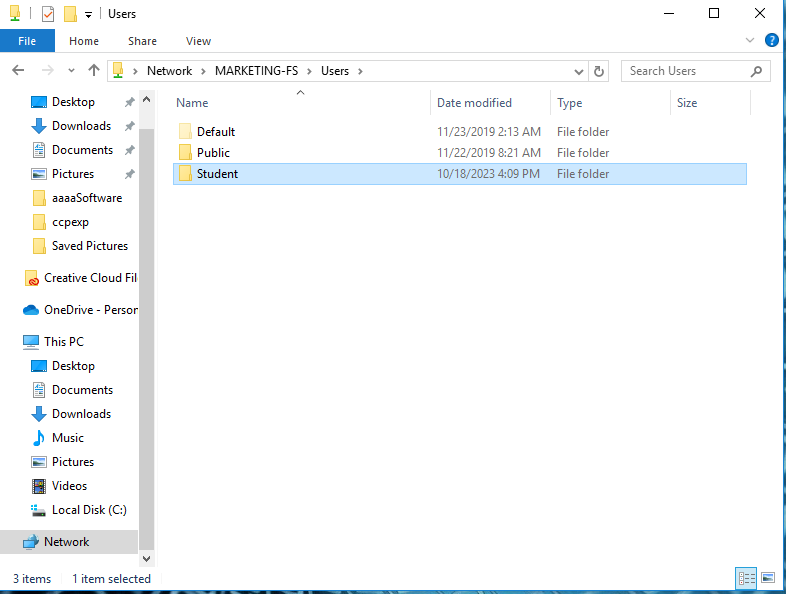 Users
File Home Share View
Network MARKETING-FS Users Search Users
Name Date modified Type Size
Default 11/23/2019 2:13 AM File folder
Public 11/22/2019 8:21 AM File folder
Student 10/18/2023 4:09 PM File folder
Desktop
Downloads
Documents
Pictures
aaaaSoftware
ccpexp
Saved Pictures
Creative Cloud Fil
OneDrive - Person
This PC
Desktop
Documents
Downloads
Music
Pictures
Videos
Local Disk (C:)
Network
3 items 1 item selected